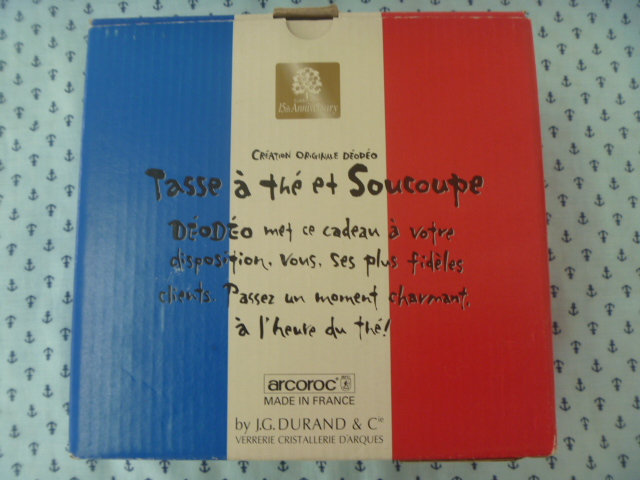 15th Anniversary
CRÉATION ORIGINALE DÉODÉO
Tasse à thé et Soucoupe
DÉODÉO met ce cadeau à votre
disposition. Vous, ses plus fidèles
clients. Passez un moment charmant,
à l'heure du thé!
arcoroc
MADE IN FRANCE
by J.G. DURAND & Cie
VERRERIE CRISTALLERIE D'ARQUES